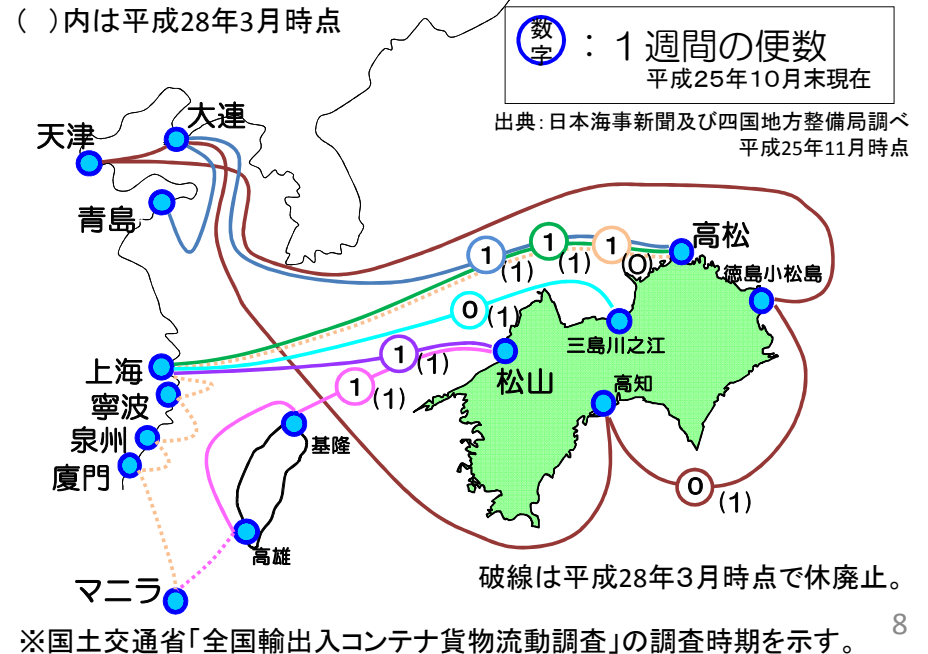 （　）内は平成28年3月時点
数字 ：１週間の便数
平成25年10月末現在
出典：日本海事新聞及び四国地方整備局調べ
平成25年11月時点
大連
天津
青島
高松
1
(1)
1
(1)
1
(0)
徳島小松島
0
(1)
三島川之江
上海
1
(1)
松山
寧波
1
(1)
高知
泉州
基隆
廈門
0
(1)
高雄
破線は平成28年３月時点で休廃止。
マニラ
※国土交通省「全国輸出入コンテナ貨物流動調査」の調査時期を示す。
8